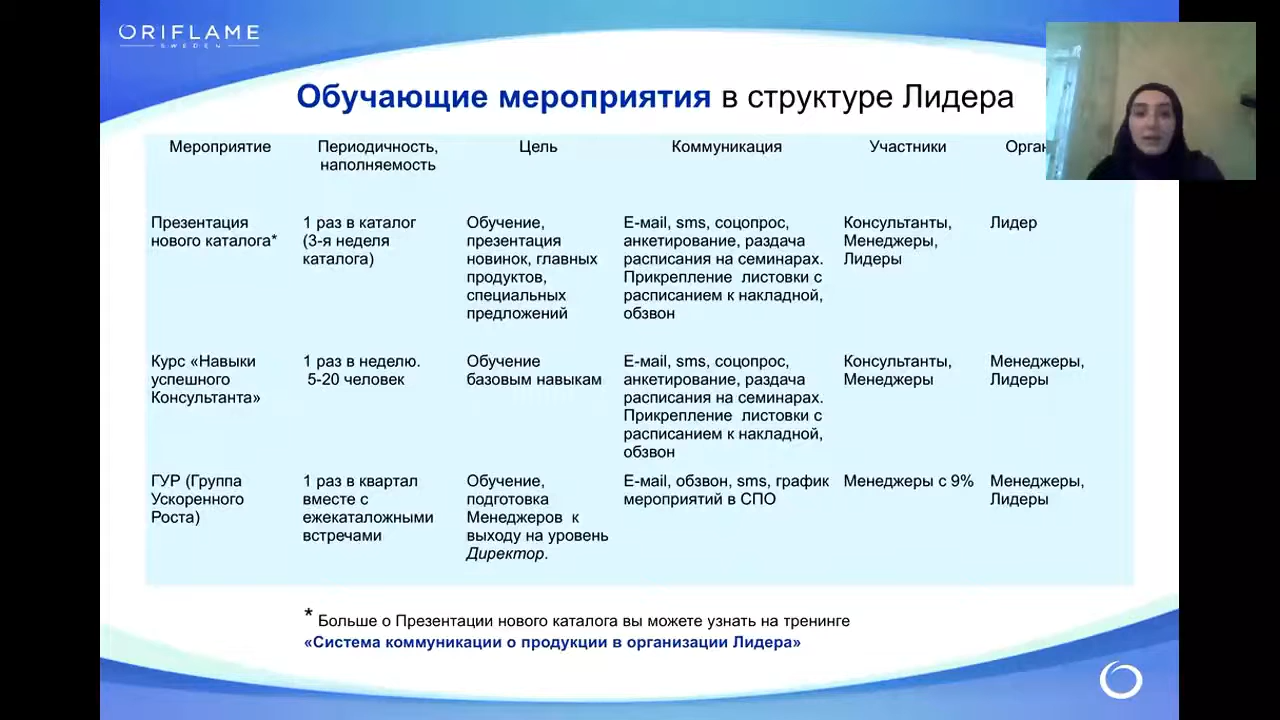 ORIFLAME
SWEDEN
Обучающие мероприятия в структуре Лидера
Мероприятие
Периодичность,
наполняемость
Цель
Коммуникация
Участники
Орган
Презентация
нового каталога*
1 раз в каталог
(3-я неделя
каталога)
Обучение,
презентация
новинок, главных
продуктов,
специальных
предложений
E-маil, sms, соцопрос,
анкетирование, раздача
расписания на семинарах.
Прикрепление листовки с
расписанием к накладной,
обзвон
Консультанты,
Менеджеры,
Лидеры
Лидер
Курс «Навыки
успешного
Консультанта»
1 раз в неделю.
5-20 человек
Обучение
базовым навыкам
E-маil, sms, соцопрос,
анкетирование, раздача
расписания на семинарах.
Прикрепление листовки с
расписанием к накладной,
обзвон
Консультанты,
Менеджеры
Менеджеры,
Лидеры
ГУР (Группа
Ускоренного
Роста)
1 раз в квартал
вместе с
ежекаталожными
встречами
Обучение,
подготовка
Менеджеров к
выходу на уровень
Директор.
E-mail, обзвон, sms, график
мероприятий в СПО
Менеджеры с 9%
Менеджеры,
Лидеры
* Больше о Презентации нового каталога вы можете узнать на тренинге
«Система коммуникации о продукции в организации Лидера»